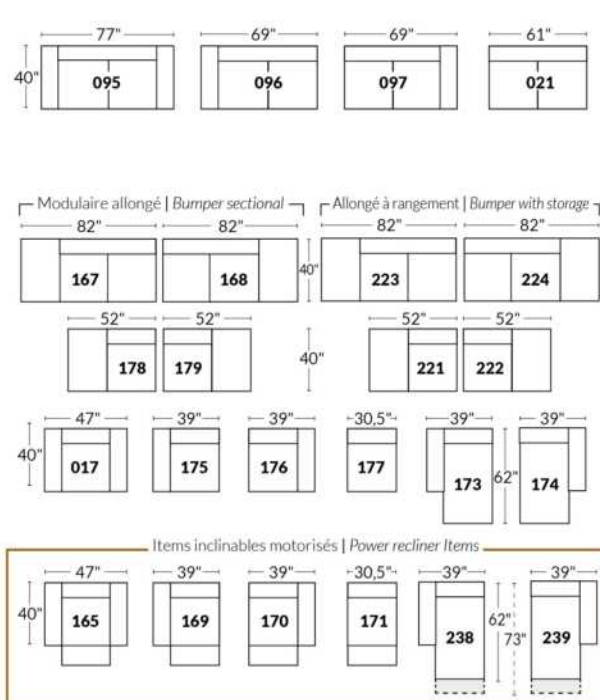 77" 69" 69" 61"
40" 095 096 097 021
Modulaire allongé | Bumper sectional Allongé à rangement | Bumper with storage
82" 82" 82" 82"
167 168 40" 223 224
52" 52" 52" 52"
178 179 40" 221 222
47" 39" 39" 30,5" 39" 39"
40" 017 175 176 177 173 62" 174
Items inclinables motorisés | Power recliner Items
47" 39" 39" 30,5" 39" 39"
40" 165 169 170 171 238 62" 73" 239